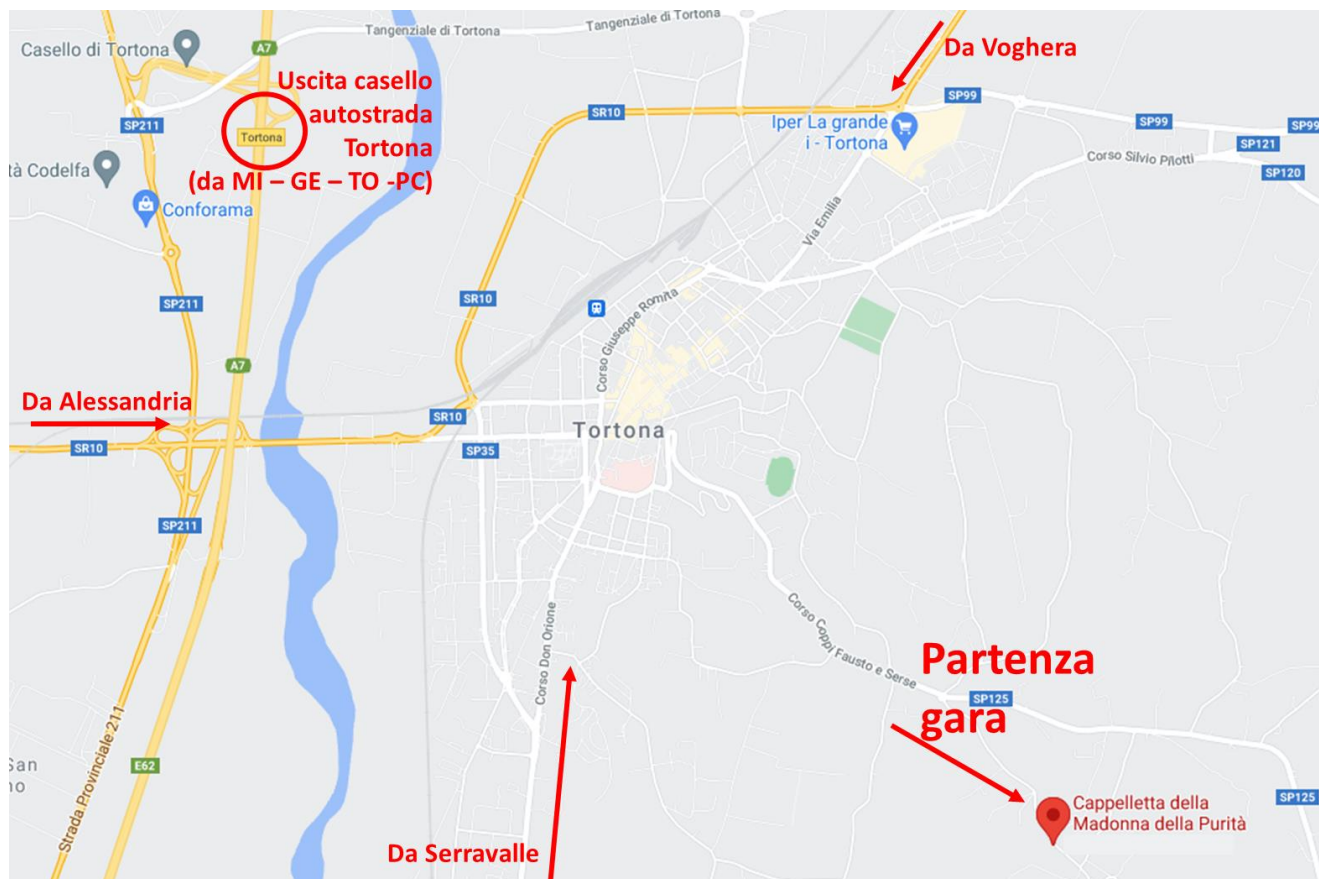 Tangenziale di Tortona
Tangenziale di Tortona
Casello di Tortona
A7
Da Voghera
Uscita casello
autostrada
Tortona
(da MI – GE – TO -PC)
Tortona
SP211
SR10
SP99
SP99
SP99
Iper La grande
i - Tortona
SP121
SP120
Corso Silvio Pilotti
tà Codelfa
Conforama
Via Emilia
SP211
SR10
Corso Giuseppe Romita
A7
Da Alessandria
SR10
SR10
SP35
Tortona
SP211
Corso Don Orione
Corso Coppi Fausto e Serse
Partenza
gara
SP125
Strada Provinciale 211
San
no
E62
SP125
Cappelletta della
Madonna della Purità
Da Serravalle